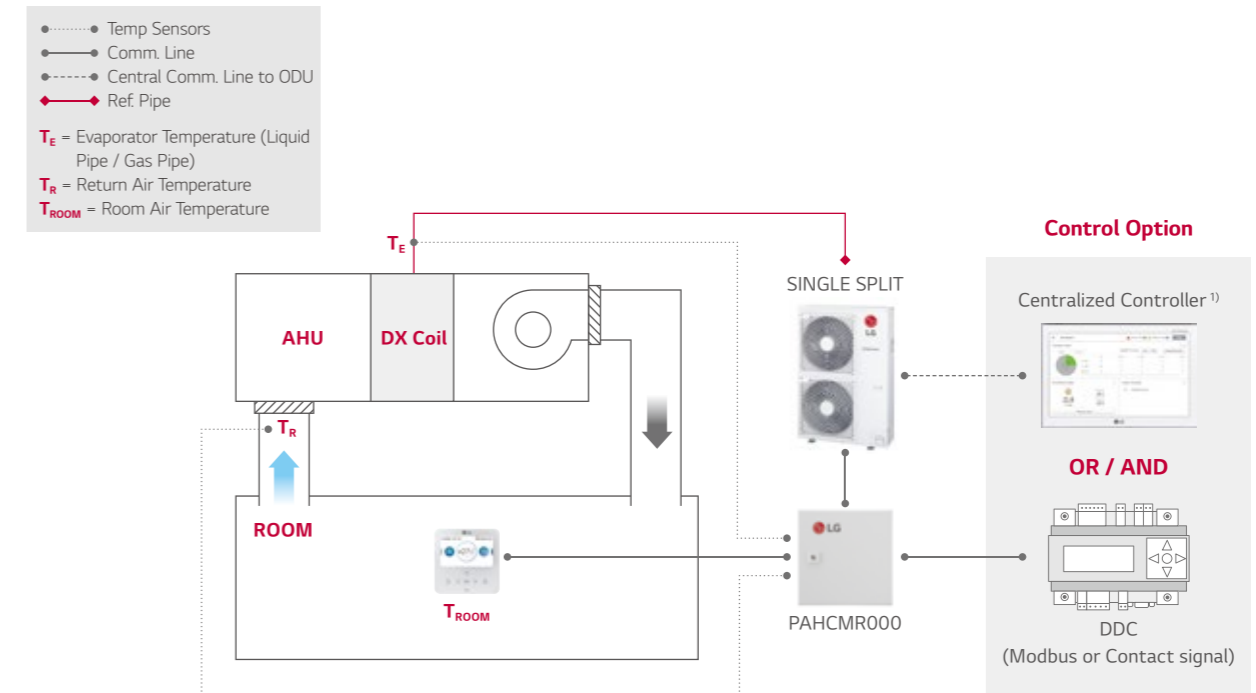 Temp Sensors
Comm. Line
Central Comm. Line to ODU
Ref. Pipe
TE = Evaporator Temperature (Liquid
Pipe / Gas Pipe)
TR = Return Air Temperature
TROOM = Room Air Temperature
Control Option
TE
SINGLE SPLIT
Centralized Controller 1)
AHU
DX Coil
LG
TR
OR / AND
ROOM
LG
TROOM
PAHCMR000
DDC
(Modbus or Contact signal)